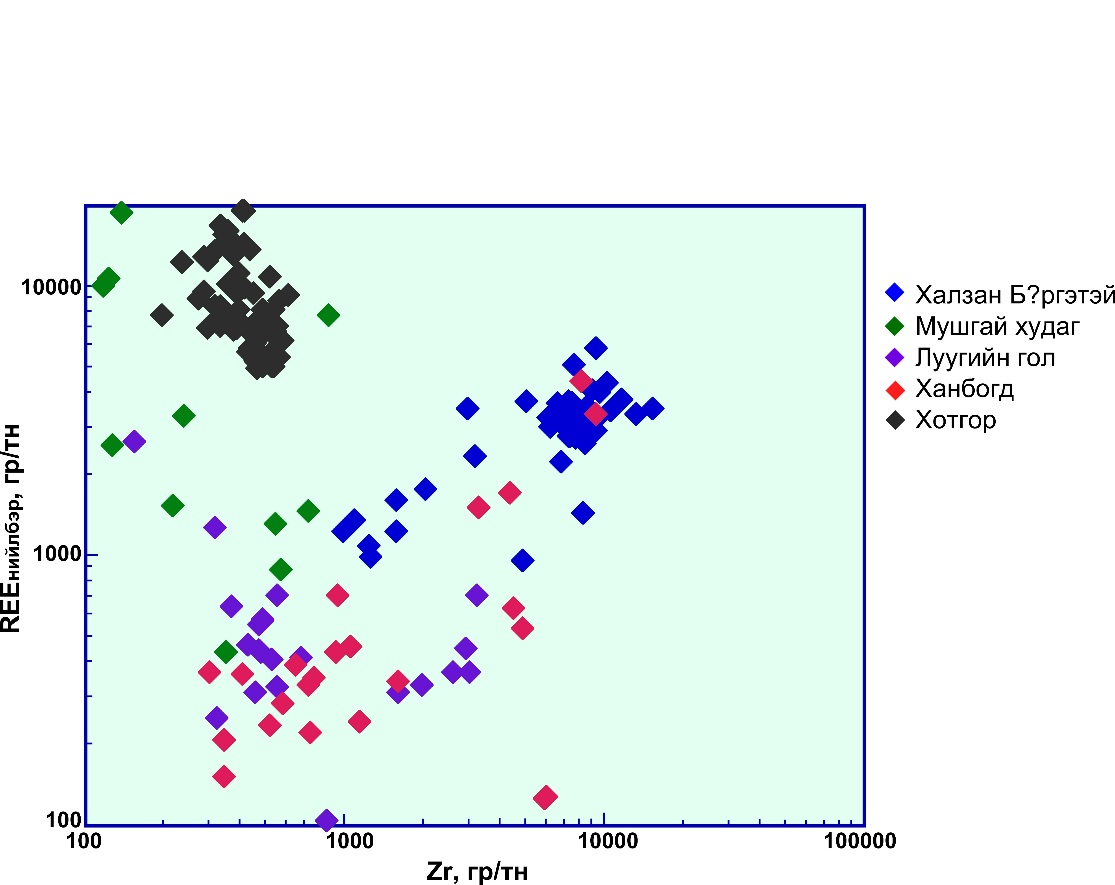 10000
1000
100
REEнийлбэр, гр/тн
100 1000 10000 100000
Zr, гр/тн
Халзан Б?ргэтэй
Мушгай худаг
Луугийн гол
Ханбогд
Хотгор